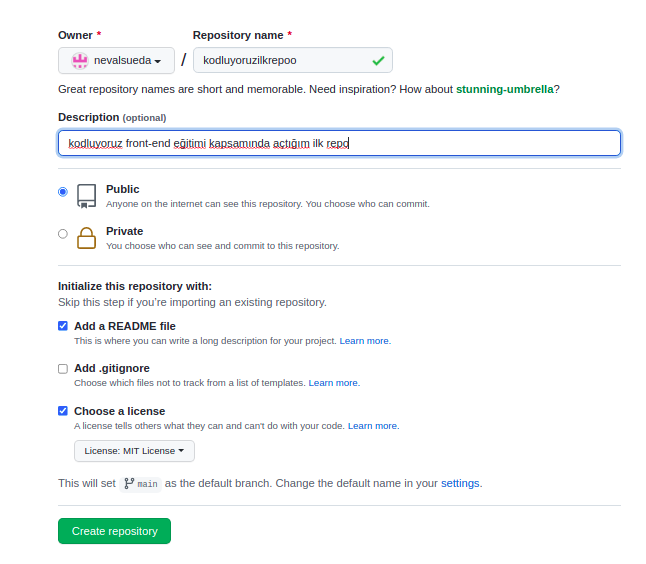 Owner * Repository name *
nevalsueda / kodluyoruzilkrepoo
Great repository names are short and memorable. Need inspiration? How about stunning-umbrella?
Description (optional)
kodluyoruz front-end eğitimi kapsamında açtığım ilk repo
Public
Anyone on the internet can see this repository. You choose who can commit.
Private
You choose who can see and commit to this repository.
Initialize this repository with:
Skip this step if you're importing an existing repository.
Add a README file
This is where you can write a long description for your project. Learn more.
Add .gitignore
Choose which files not to track from a list of templates. Learn more.
Choose a license
A license tells others what they can and can't do with your code. Learn more.
License: MIT License
This will set main as the default branch. Change the default name in your settings.
Create repository